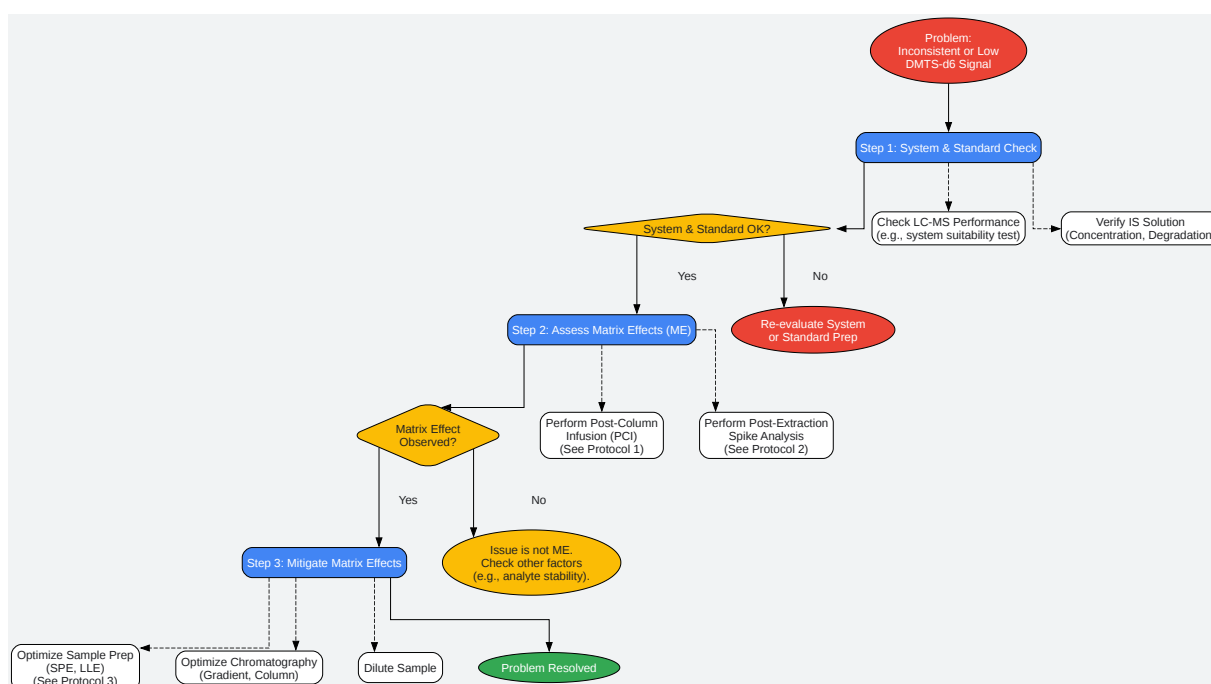 Problem:
Inconsistent or Low
DMTS-d6 Signal
Step 1: System & Standard Check
System & Standard OK?
Check LC-MS Performance
(e.g., system suitability test)
Verify IS Solution
(Concentration, Degradation
Yes
No
Step 2: Assess Matrix Effects (ME)
Re-evaluate System
or Standard Prep
Matrix Effect
Observed?
Perform Post-Column
Infusion (PCI)
(See Protocol 1)
Perform Post-Extraction
Spike Analysis
(See Protocol 2)
Yes
No
Step 3: Mitigate Matrix Effects
Issue is not ME.
Check other factors
(e.g., analyte stability).
Optimize Sample Prep
(SPE, LLE)
(See Protocol 3)
Optimize Chromatography
(Gradient, Column)
Dilute Sample
Problem Resolved